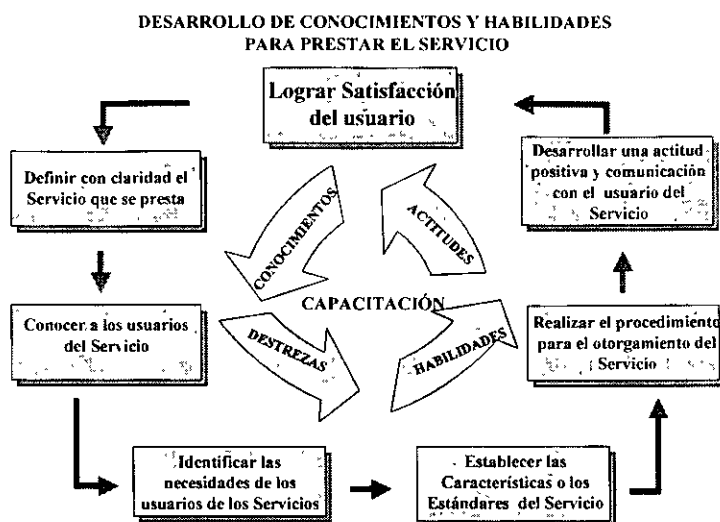 DESARROLLO DE CONOCIMIENTOS Y HABILIDADES
PARA PRESTAR EL SERVICIO
Lograr Satisfacción
del usuario
Definir con claridad el
Servicio que se presta
Conocer a los usuarios
del Servicio
Identificar las
necesidades de los
usuarios de los Servicios
Establecer las
Características o los
Estándares del Servicio
Realizar el procedimiento
para el otorgamiento del
Servicio
Desarrollar una actitud
positiva y comunicación
con el usuario del
Servicio
CONOCIMIENTOS
DESTREZAS
HABILIDADES
ACTITUDES
CAPACITACIÓN